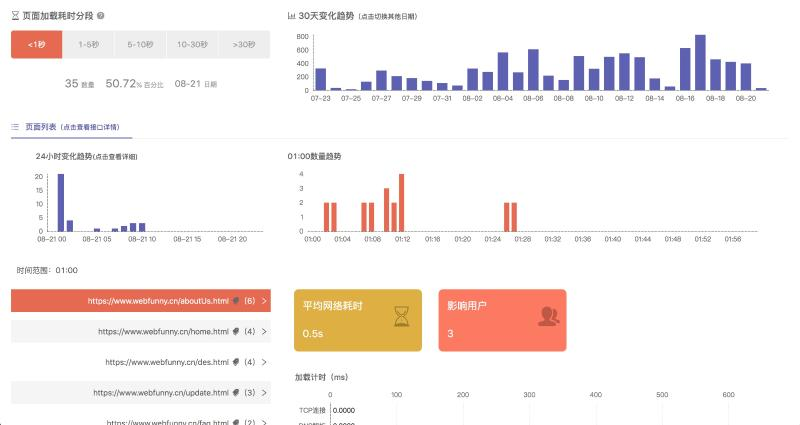 页面加载耗时分段
<1秒 1-5秒 5-10秒 10-30秒 >30秒
35 数量 50.72% 百分比 08-21 日期
30天变化趋势 (点击切换其他日期)
800
600
400
200
0
07-23 07-25 07-27 07-29 07-31 08-02 08-04 08-06 08-08 08-10 08-12 08-14 08-16 08-18 08-20
页面列表 (点击查看接口详情)
24小时变化趋势(点击查看详细)
20
15
10
5
0
08-21 00 08-21 05 08-21 10 08-21 15 08-21 20
01:00数量趋势
4
3
2
1
0
01:00 01:04 01:08 01:12 01:16 01:20 01:24 01:28 01:32 01:36 01:40 01:44 01:48 01:52 01:56
时间范围：01:00
https://www.webfunny.cn/aboutUs.html (6)
https://www.webfunny.cn/home.html (4)
https://www.webfunny.cn/des.html (4)
https://www.webfunny.cn/update.html (3)
https://www.webfunny.cn/faq.html (2)
平均网络耗时
0.5s
影响用户
3
加载计时（ms）
0 100 200 300 400 500 600
TCP连接 0.0000